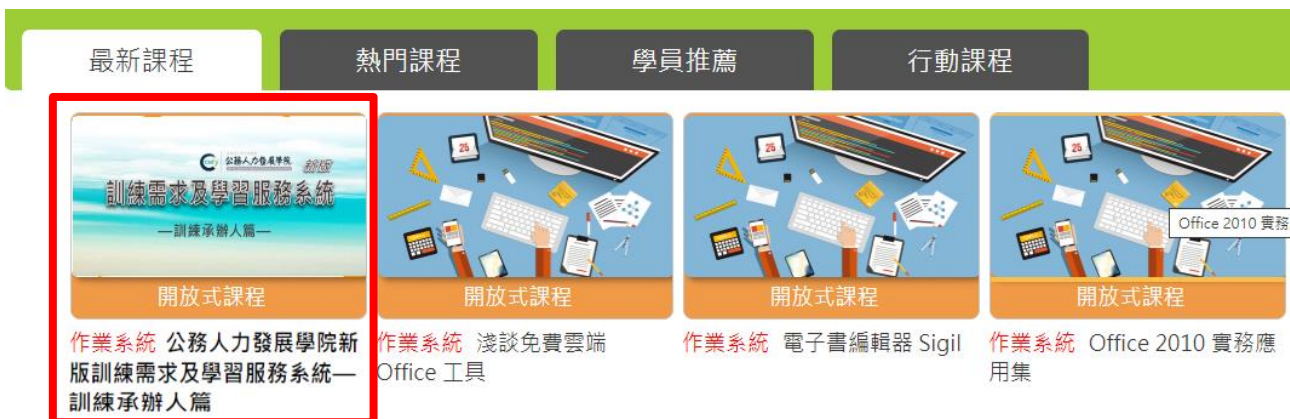 最新課程
熱門課程
學員推薦
行動課程
公務人力發展學院 新版
訓練需求及學習服務系統
—訓練承辦人篇—
開放式課程
作業系統 公務人力發展學院新
版訓練需求及學習服務系統—
訓練承辦人篇
25
開放式課程
作業系統 淺談免費雲端
Office 工具
25
開放式課程
作業系統 電子書編輯器 Sigil
25
Office 2010 實務
開放式課程
作業系統 Office 2010 實務應
用集